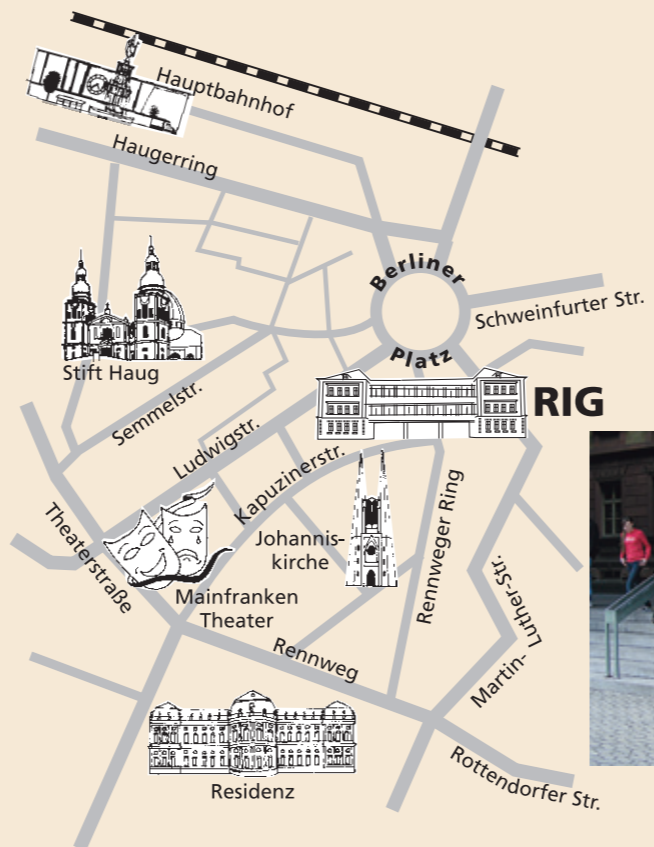 Hauptbahnhof
Haugerring
Berliner
Platz
Schweinfurter Str.
Stift Haug
RIG
Semmelstr.
Ludwigstr.
Kapuzinerstr.
Theaterstraße
Johannis-
kirche
Rennweger Ring
Mainfranken
Theater
Martin-
Luther-Str.
Rennweg
Residenz
Rottendorfer Str.